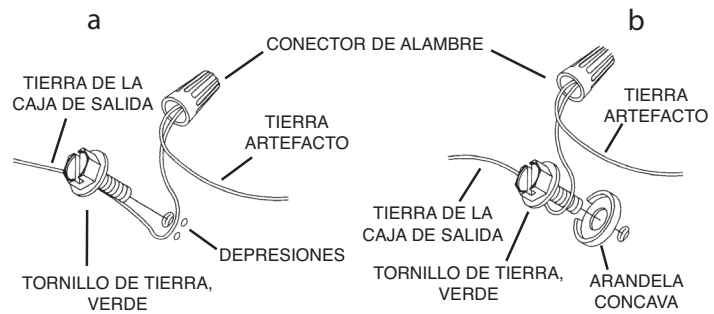 a
b
CONECTOR DE ALAMBRE
TIERRA DE LA
CAJA DE SALIDA
TIERRA
ARTEFACTO
TIERRA
ARTEFACTO
TIERRA DE LA
CAJA DE SALIDA
DEPRESIONES
TORNILLO DE TIERRA,
VERDE
TORNILLO DE TIERRA,
VERDE
ARANDELA
CONCAVA